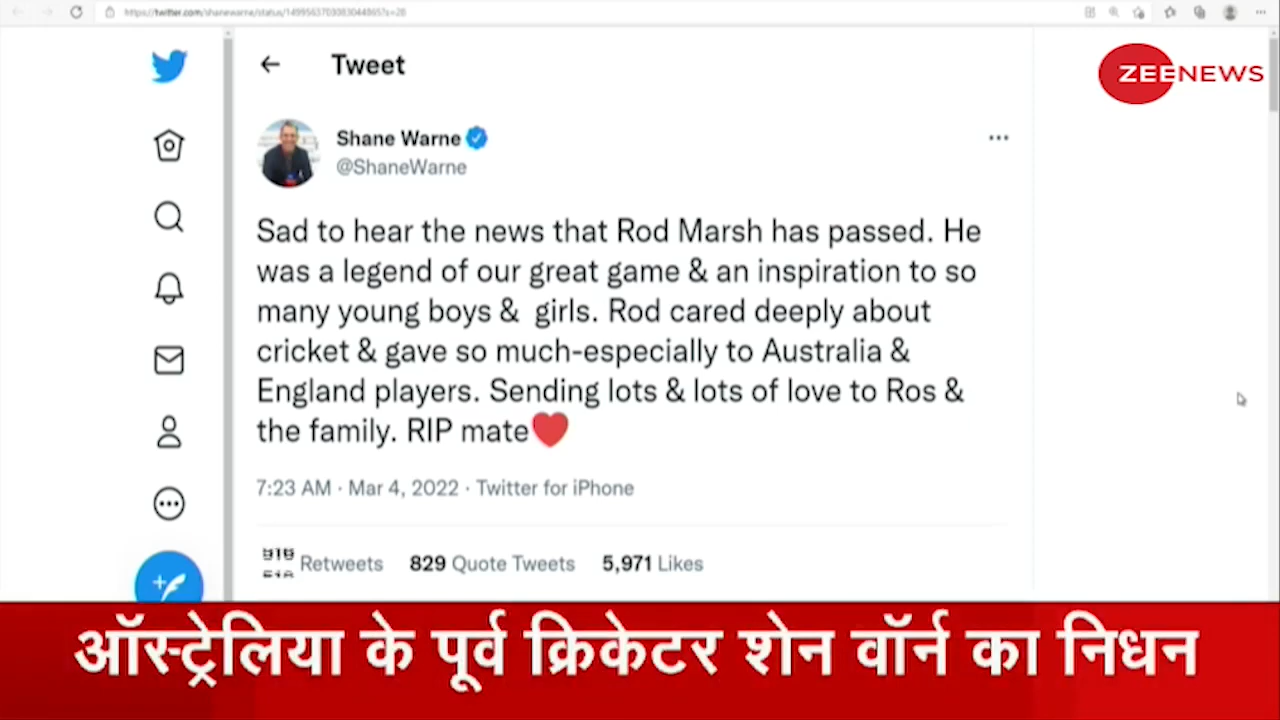 Tweet
ZEENEWS
Shane Warne
@ShaneWarne
Sad to hear the news that Rod Marsh has passed. He
was a legend of our great game & an inspiration to so
many young boys & girls. Rod cared deeply about
cricket & gave so much-especially to Australia &
England players. Sending lots & lots of love to Ros &
the family. RIP mate❤️
7:23 AM · Mar 4, 2022 · Twitter for iPhone
Retweets 829 Quote Tweets 5,971 Likes
ऑस्ट्रेलिया के पूर्व क्रिकेटर शेन वॉर्न का निधन